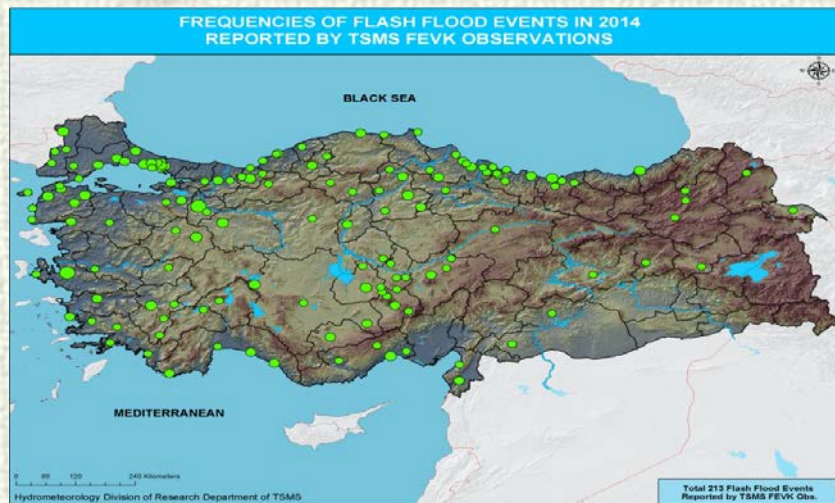 FREQUENCIES OF FLASH FLOOD EVENTS IN 2014
REPORTED BY TSMS FEVK OBSERVATIONS
BLACK SEA
MEDITERRANEAN
0 60 120 240 Kilometers
Hydrometeorology Division of Research Department of TSMS
Total 213 Flash Flood Events
Reported by TSMS FEVK Obs.